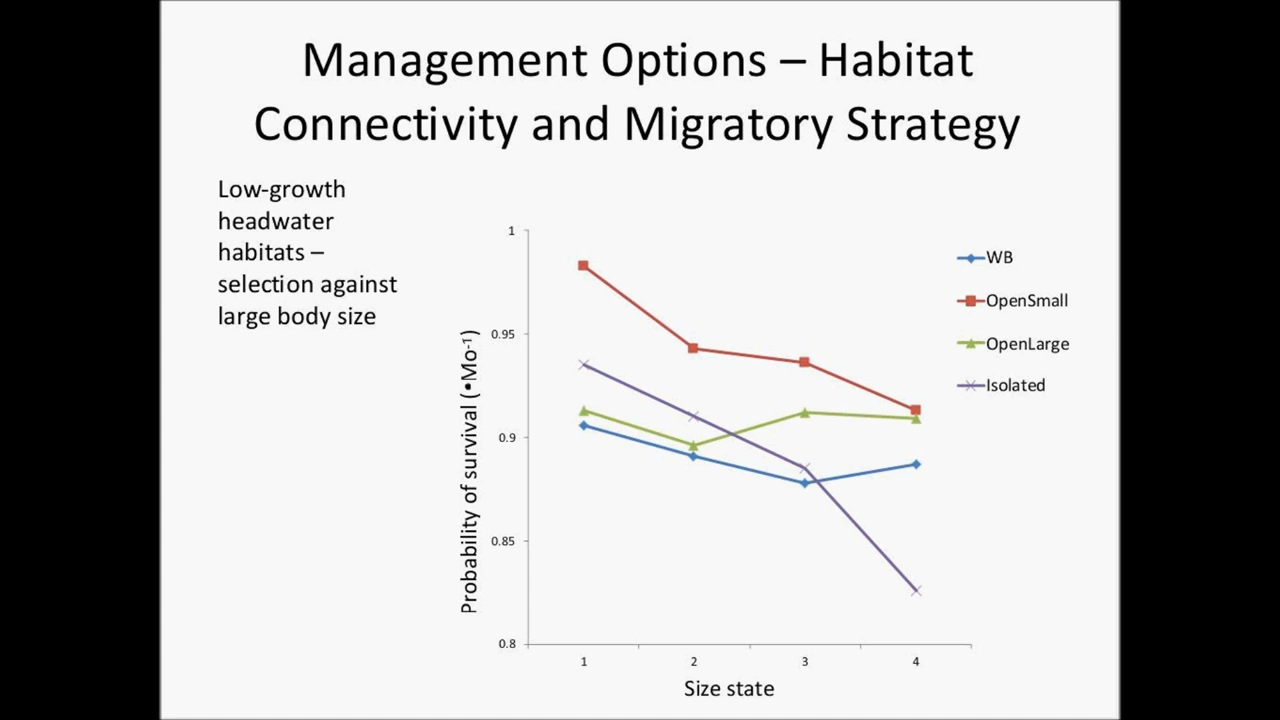 Management Options – Habitat
Connectivity and Migratory Strategy
Low-growth
headwater
habitats –
selection against
large body size
Probability of survival (•Mo⁻¹)
1
0.95
0.9
0.85
0.8
1 2 3 4
Size state
WB
OpenSmall
OpenLarge
Isolated